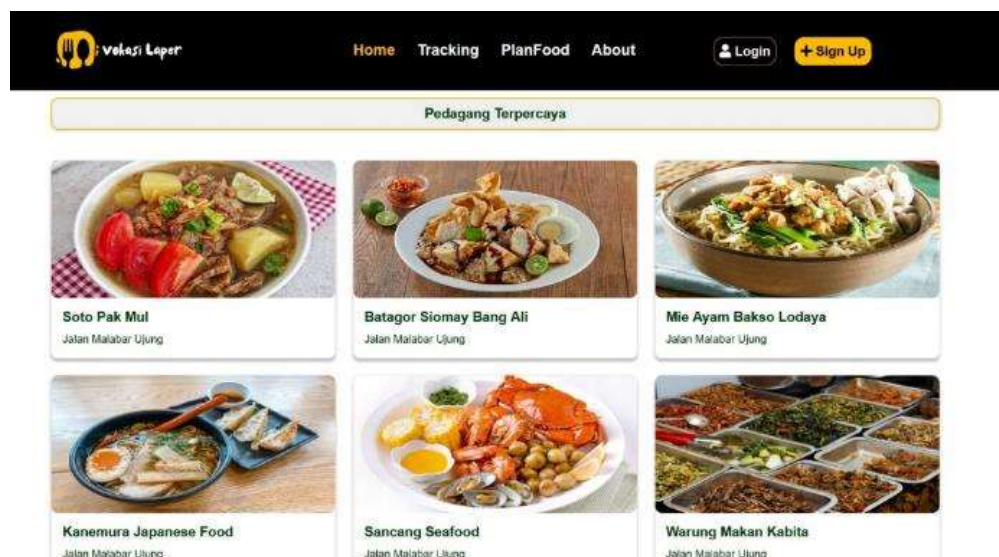 vokasi Laper
Home Tracking PlanFood About Login + Sign Up
Pedagang Terpercaya
Soto Pak Mul
Jalan Malabar Ujung
Batagor Siomay Bang Ali
Jalan Malabar Ujung
Mie Ayam Bakso Lodaya
Jalan Malabar Ujung
Kanemura Japanese Food
Jalan Malabar Ujung
Sancang Seafood
Jalan Malabar Ujung
Warung Makan Kabita
Jalan Malabar Ujung